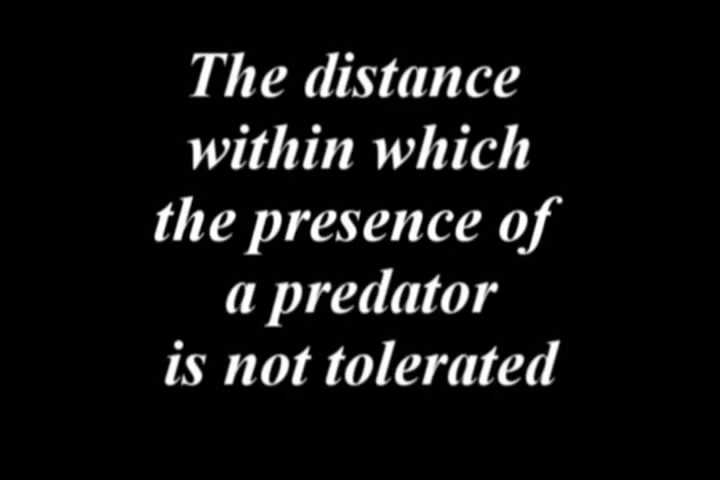 The distance
within which
the presence of
a predator
is not tolerated